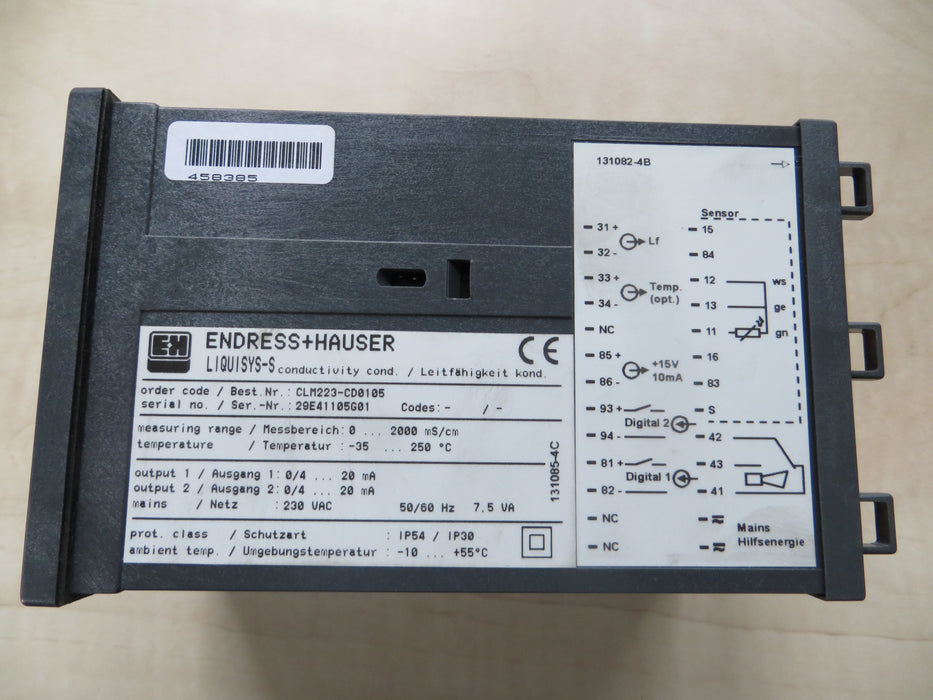 458385
E+H
ENDRESS+HAUSER
CE
LIQUISYS-S conductivity cond. / Leitfähigkeit kond.
order code / Best.Nr.: CLM223-CD0105
serial no. / Ser.-Nr.: 29E41105G01 Codes: - / -
measuring range / Messbereich: 0 ... 2000 mS/cm
temperature / Temperatur : -35 ... 250 °C
output 1 / Ausgang 1: 0/4 ... 20 mA
output 2 / Ausgang 2: 0/4 ... 20 mA
mains / Netz : 230 VAC 50/60 Hz 7.5 VA
131085-4C
prot. class / Schutzart : IP54 / IP30
ambient temp. / Umgebungstemperatur : -10 ... +55°C
131082-4B
Sensor
31 + Lf 15
32 - 84
33 + Temp. 12 ws
34 - (opt.) 13 ge
NC 11 gn
85 + +15V 16
86 - 10mA 83
93 + S
Digital 2
94 - 42
81 + 43
Digital 1
82 - 41
NC Mains
NC Hilfsenergie